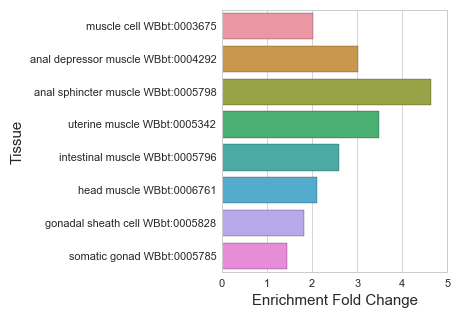 muscle cell WBbt:0003675
anal depressor muscle WBbt:0004292
anal sphincter muscle WBbt:0005798
uterine muscle WBbt:0005342
intestinal muscle WBbt:0005796
head muscle WBbt:0006761
gonadal sheath cell WBbt:0005828
somatic gonad WBbt:0005785
Tissue
0 1 2 3 4 5
Enrichment Fold Change